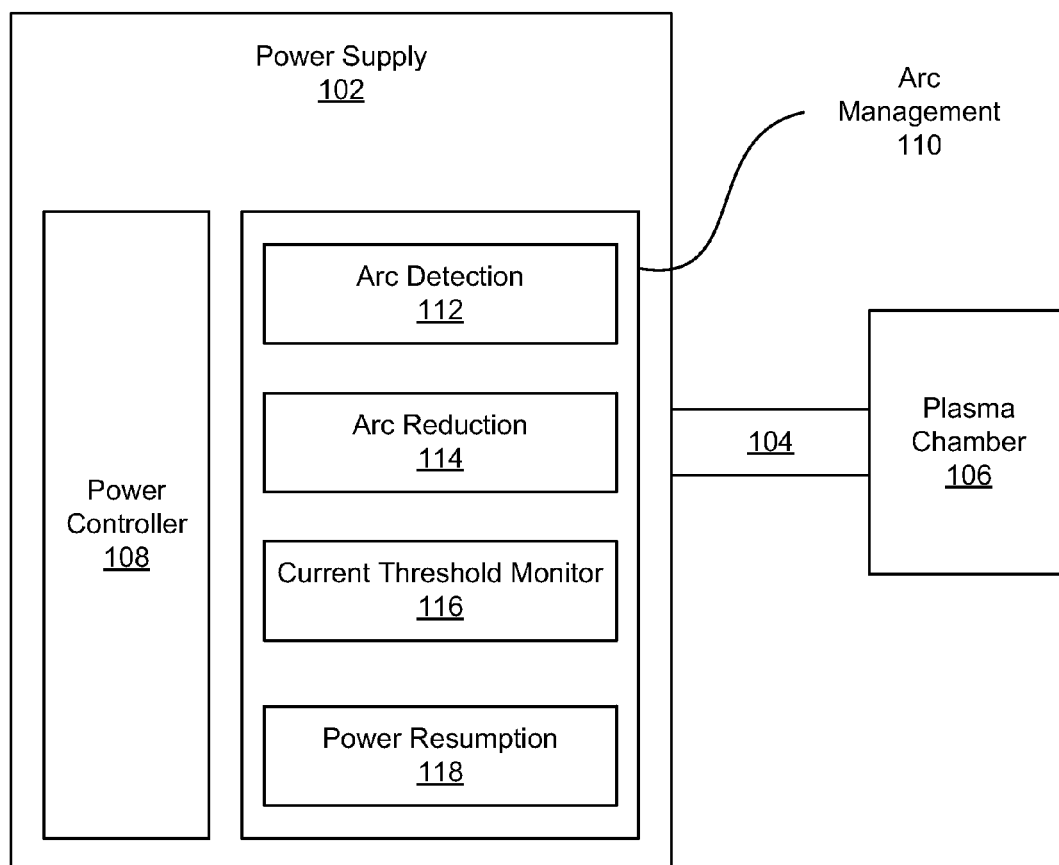 Power Supply
102
Arc
Management
110
Arc Detection
112
Arc Reduction
114
Current Threshold Monitor
116
Power Resumption
118
Power
Controller
108
104
Plasma
Chamber
106